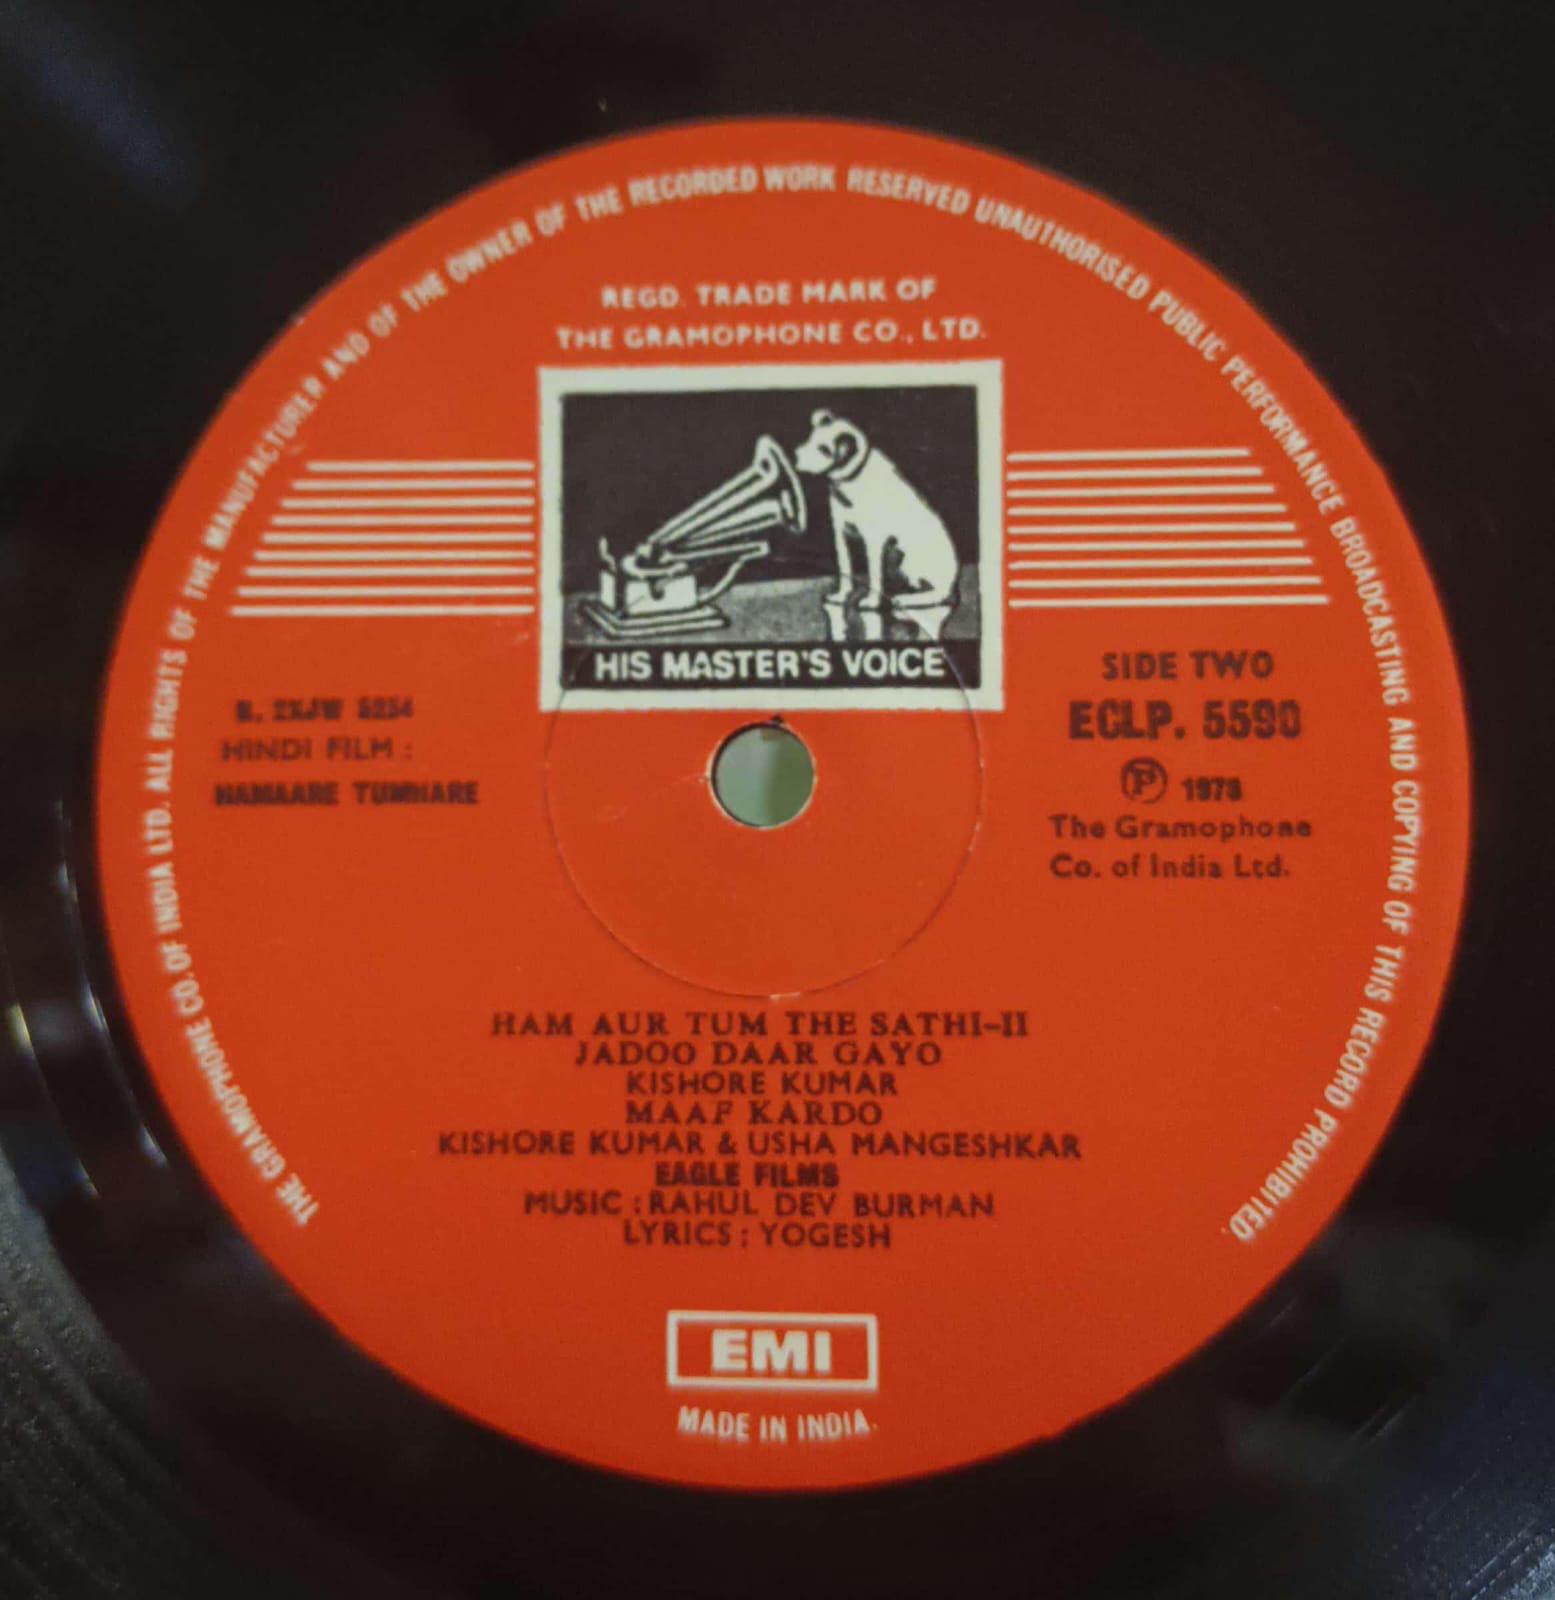 THE GRAMOPHONE CO. OF INDIA LTD. ALL RIGHTS OF THE MANUFACTURER AND OF THE OWNER OF THE RECORDED WORK RESERVED UNAUTHORISED PUBLIC PERFORMANCE BROADCASTING AND COPYING OF THIS RECORD PROHIBITED.
REGD. TRADE MARK OF
THE GRAMOPHONE CO., LTD.
HIS MASTER'S VOICE
2XJW 5254
HINDI FILM :
HAMAARE TUMHARE
SIDE TWO
ECLP. 5590
Ⓟ 1978
The Gramophone
Co. of India Ltd.
HAM AUR TUM THE SATHI-II
JADOO DAAR GAYO
KISHORE KUMAR
MAAF KARDO
KISHORE KUMAR & USHA MANGESHKAR
EAGLE FILMS
MUSIC : RAHUL DEV BURMAN
LYRICS : YOGESH
EMI
MADE IN INDIA.